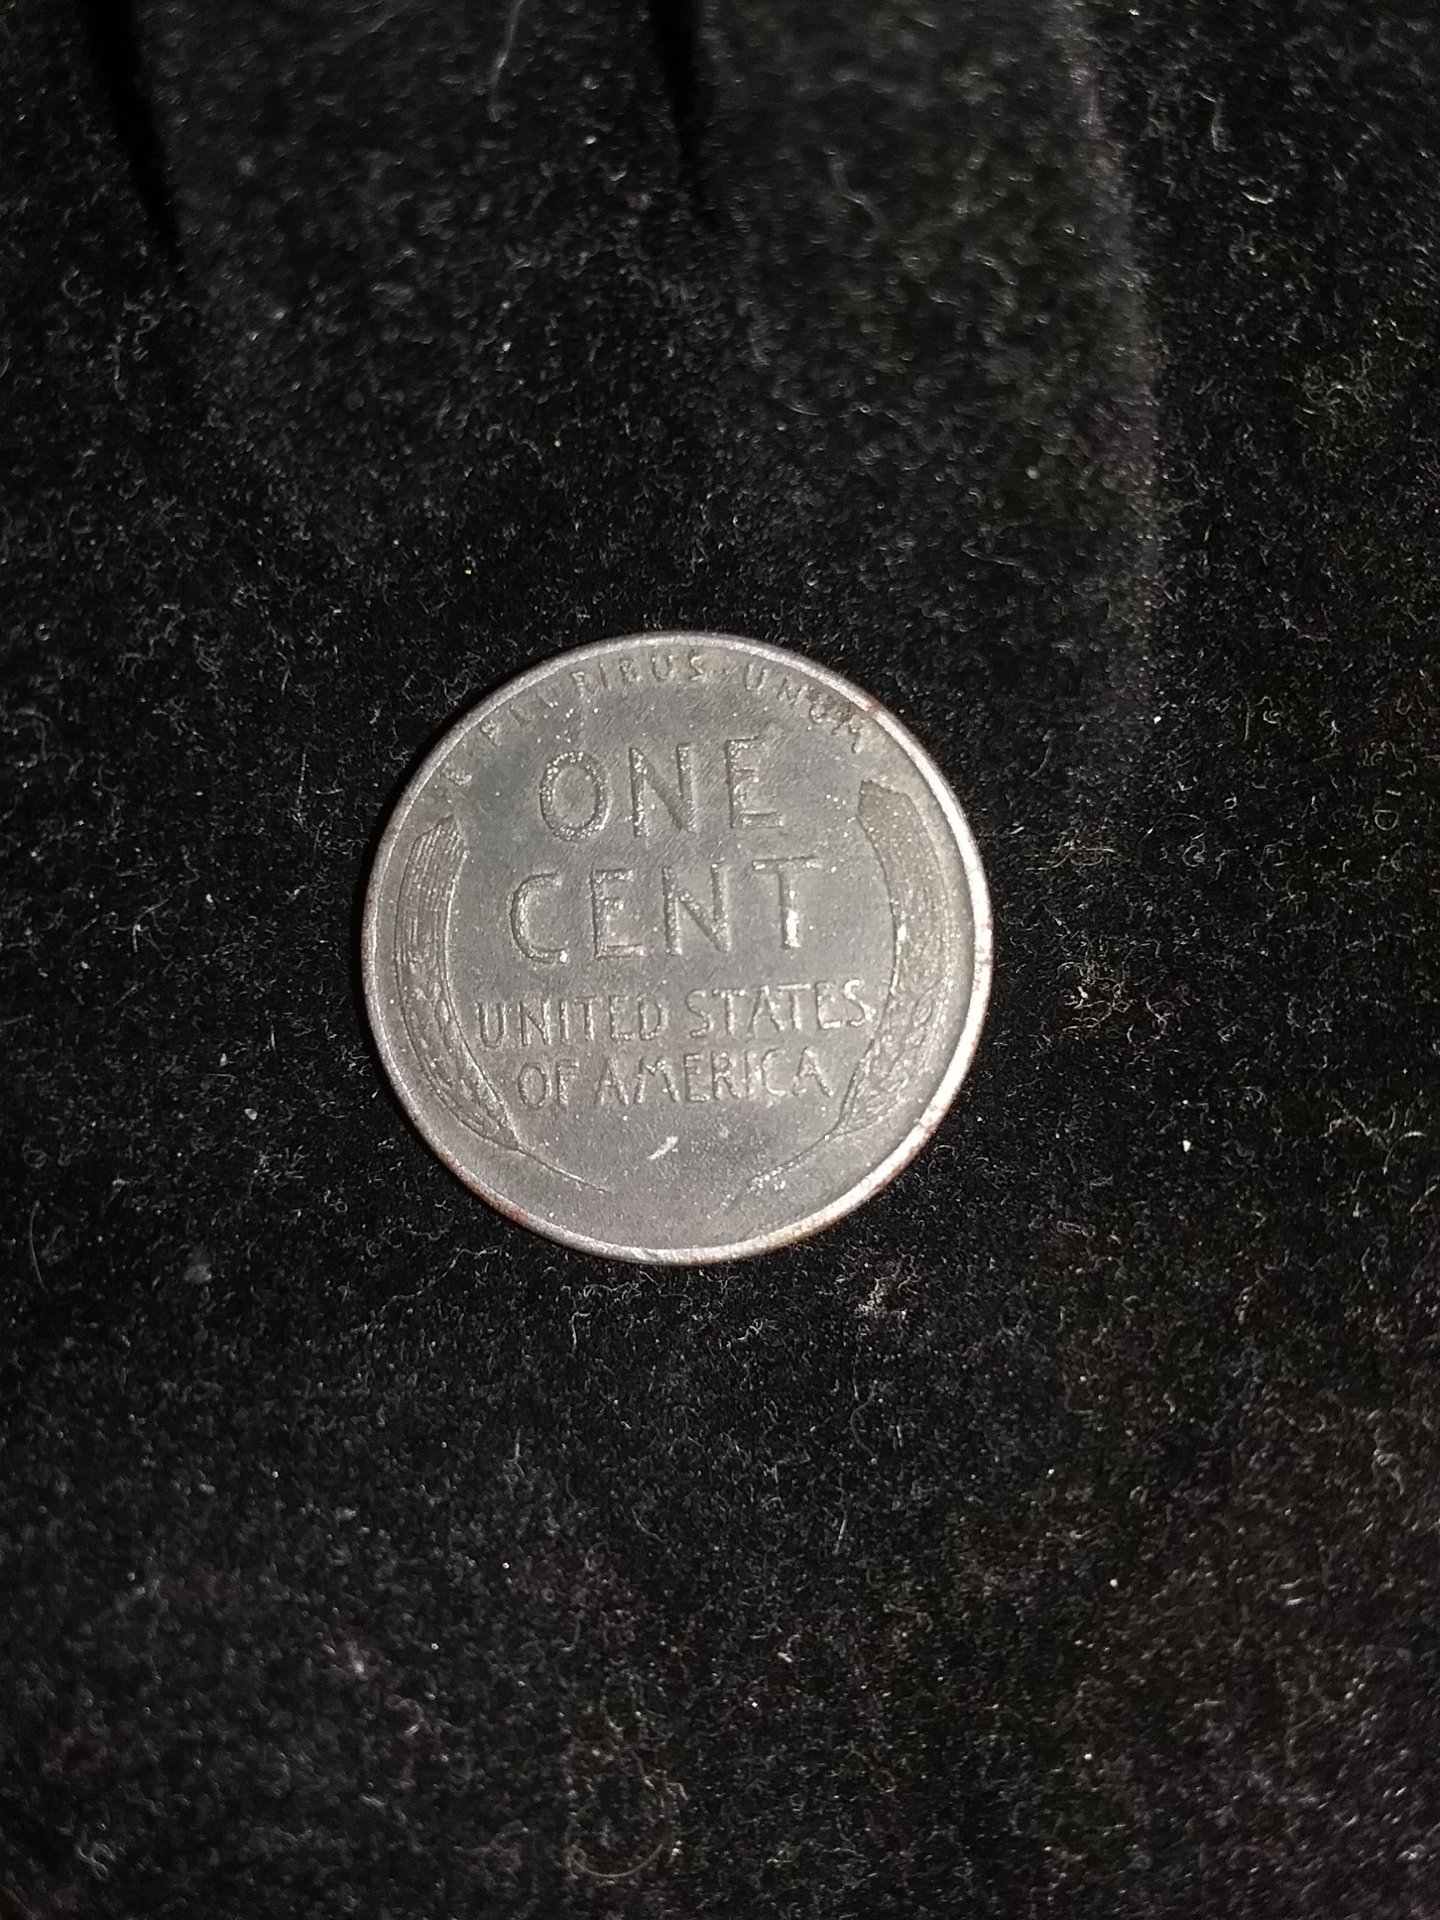 E PLURIBUS UNUM
ONE
CENT
UNITED STATES
OF AMERICA